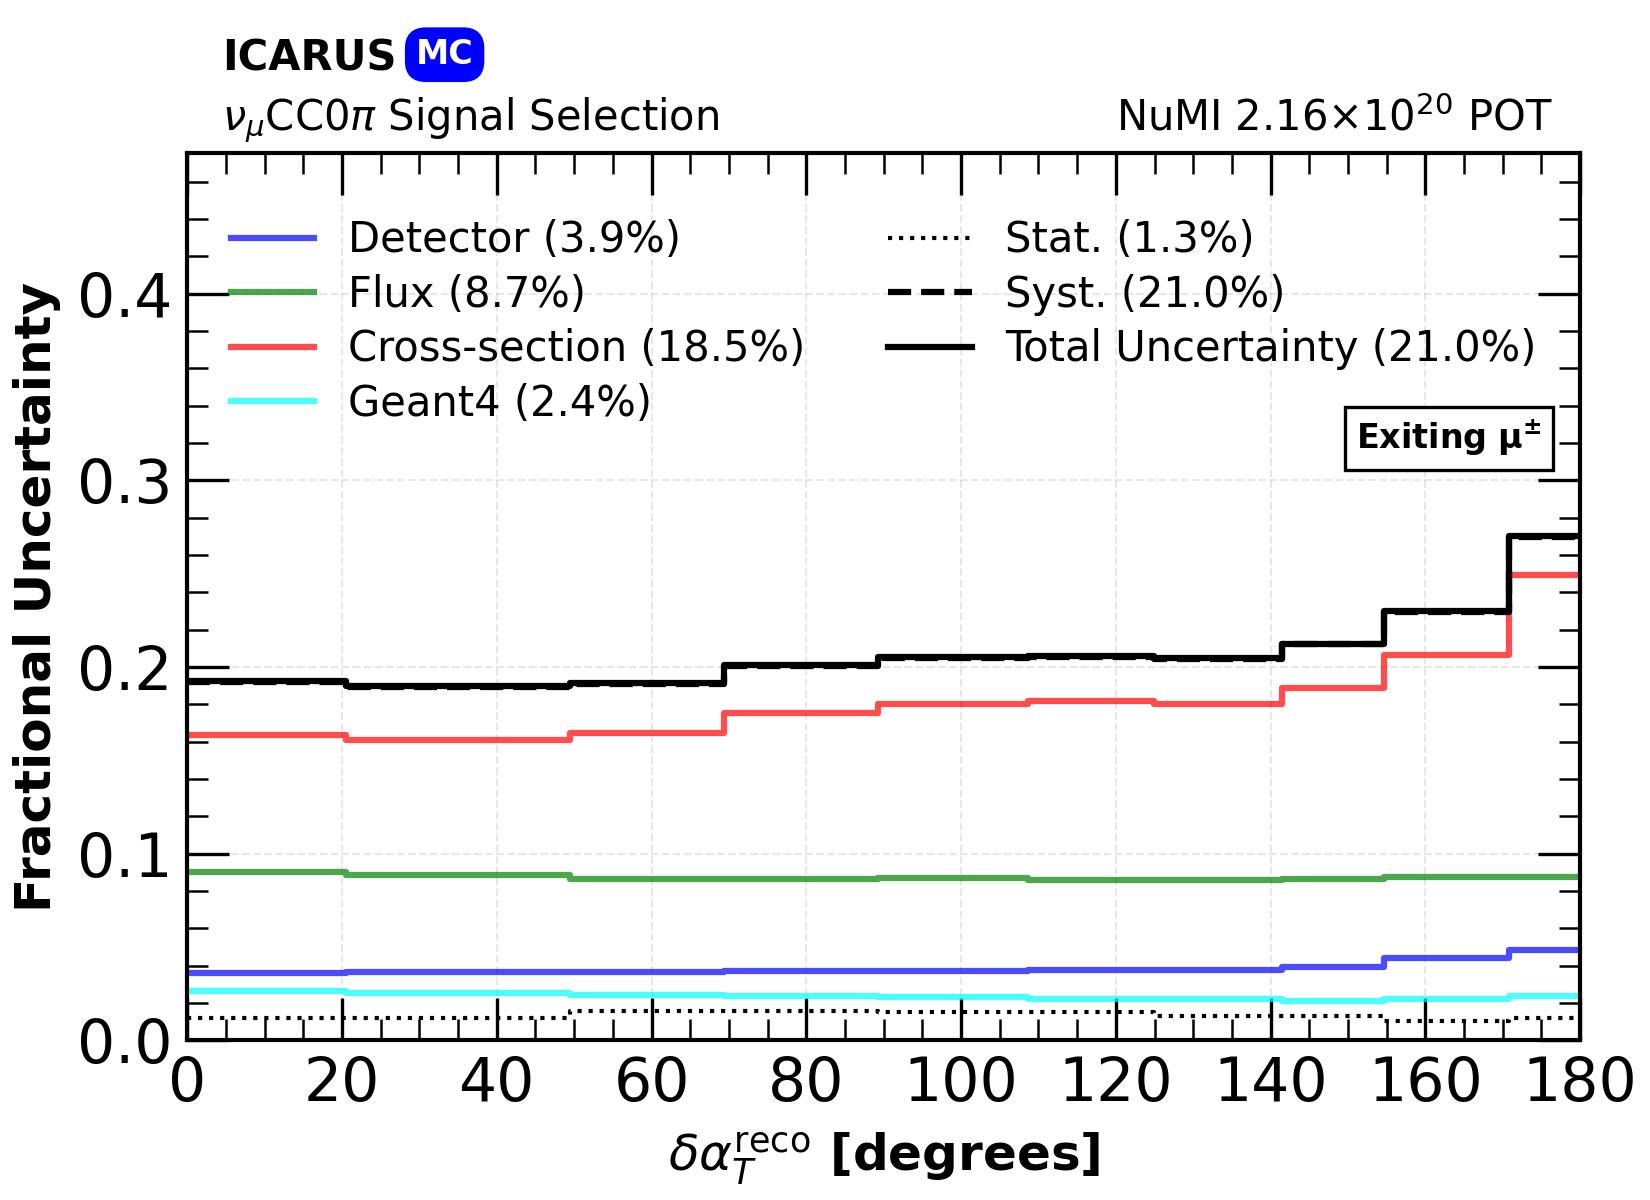 ICARUS MC
νμCC0π Signal Selection
NuMI 2.16×10²⁰ POT
Detector (3.9%)
Flux (8.7%)
Cross-section (18.5%)
Geant4 (2.4%)
Stat. (1.3%)
Syst. (21.0%)
Total Uncertainty (21.0%)
Exiting μ±
Fractional Uncertainty
0.4
0.3
0.2
0.1
0.0
0 20 40 60 80 100 120 140 160 180
δα_T^reco [degrees]